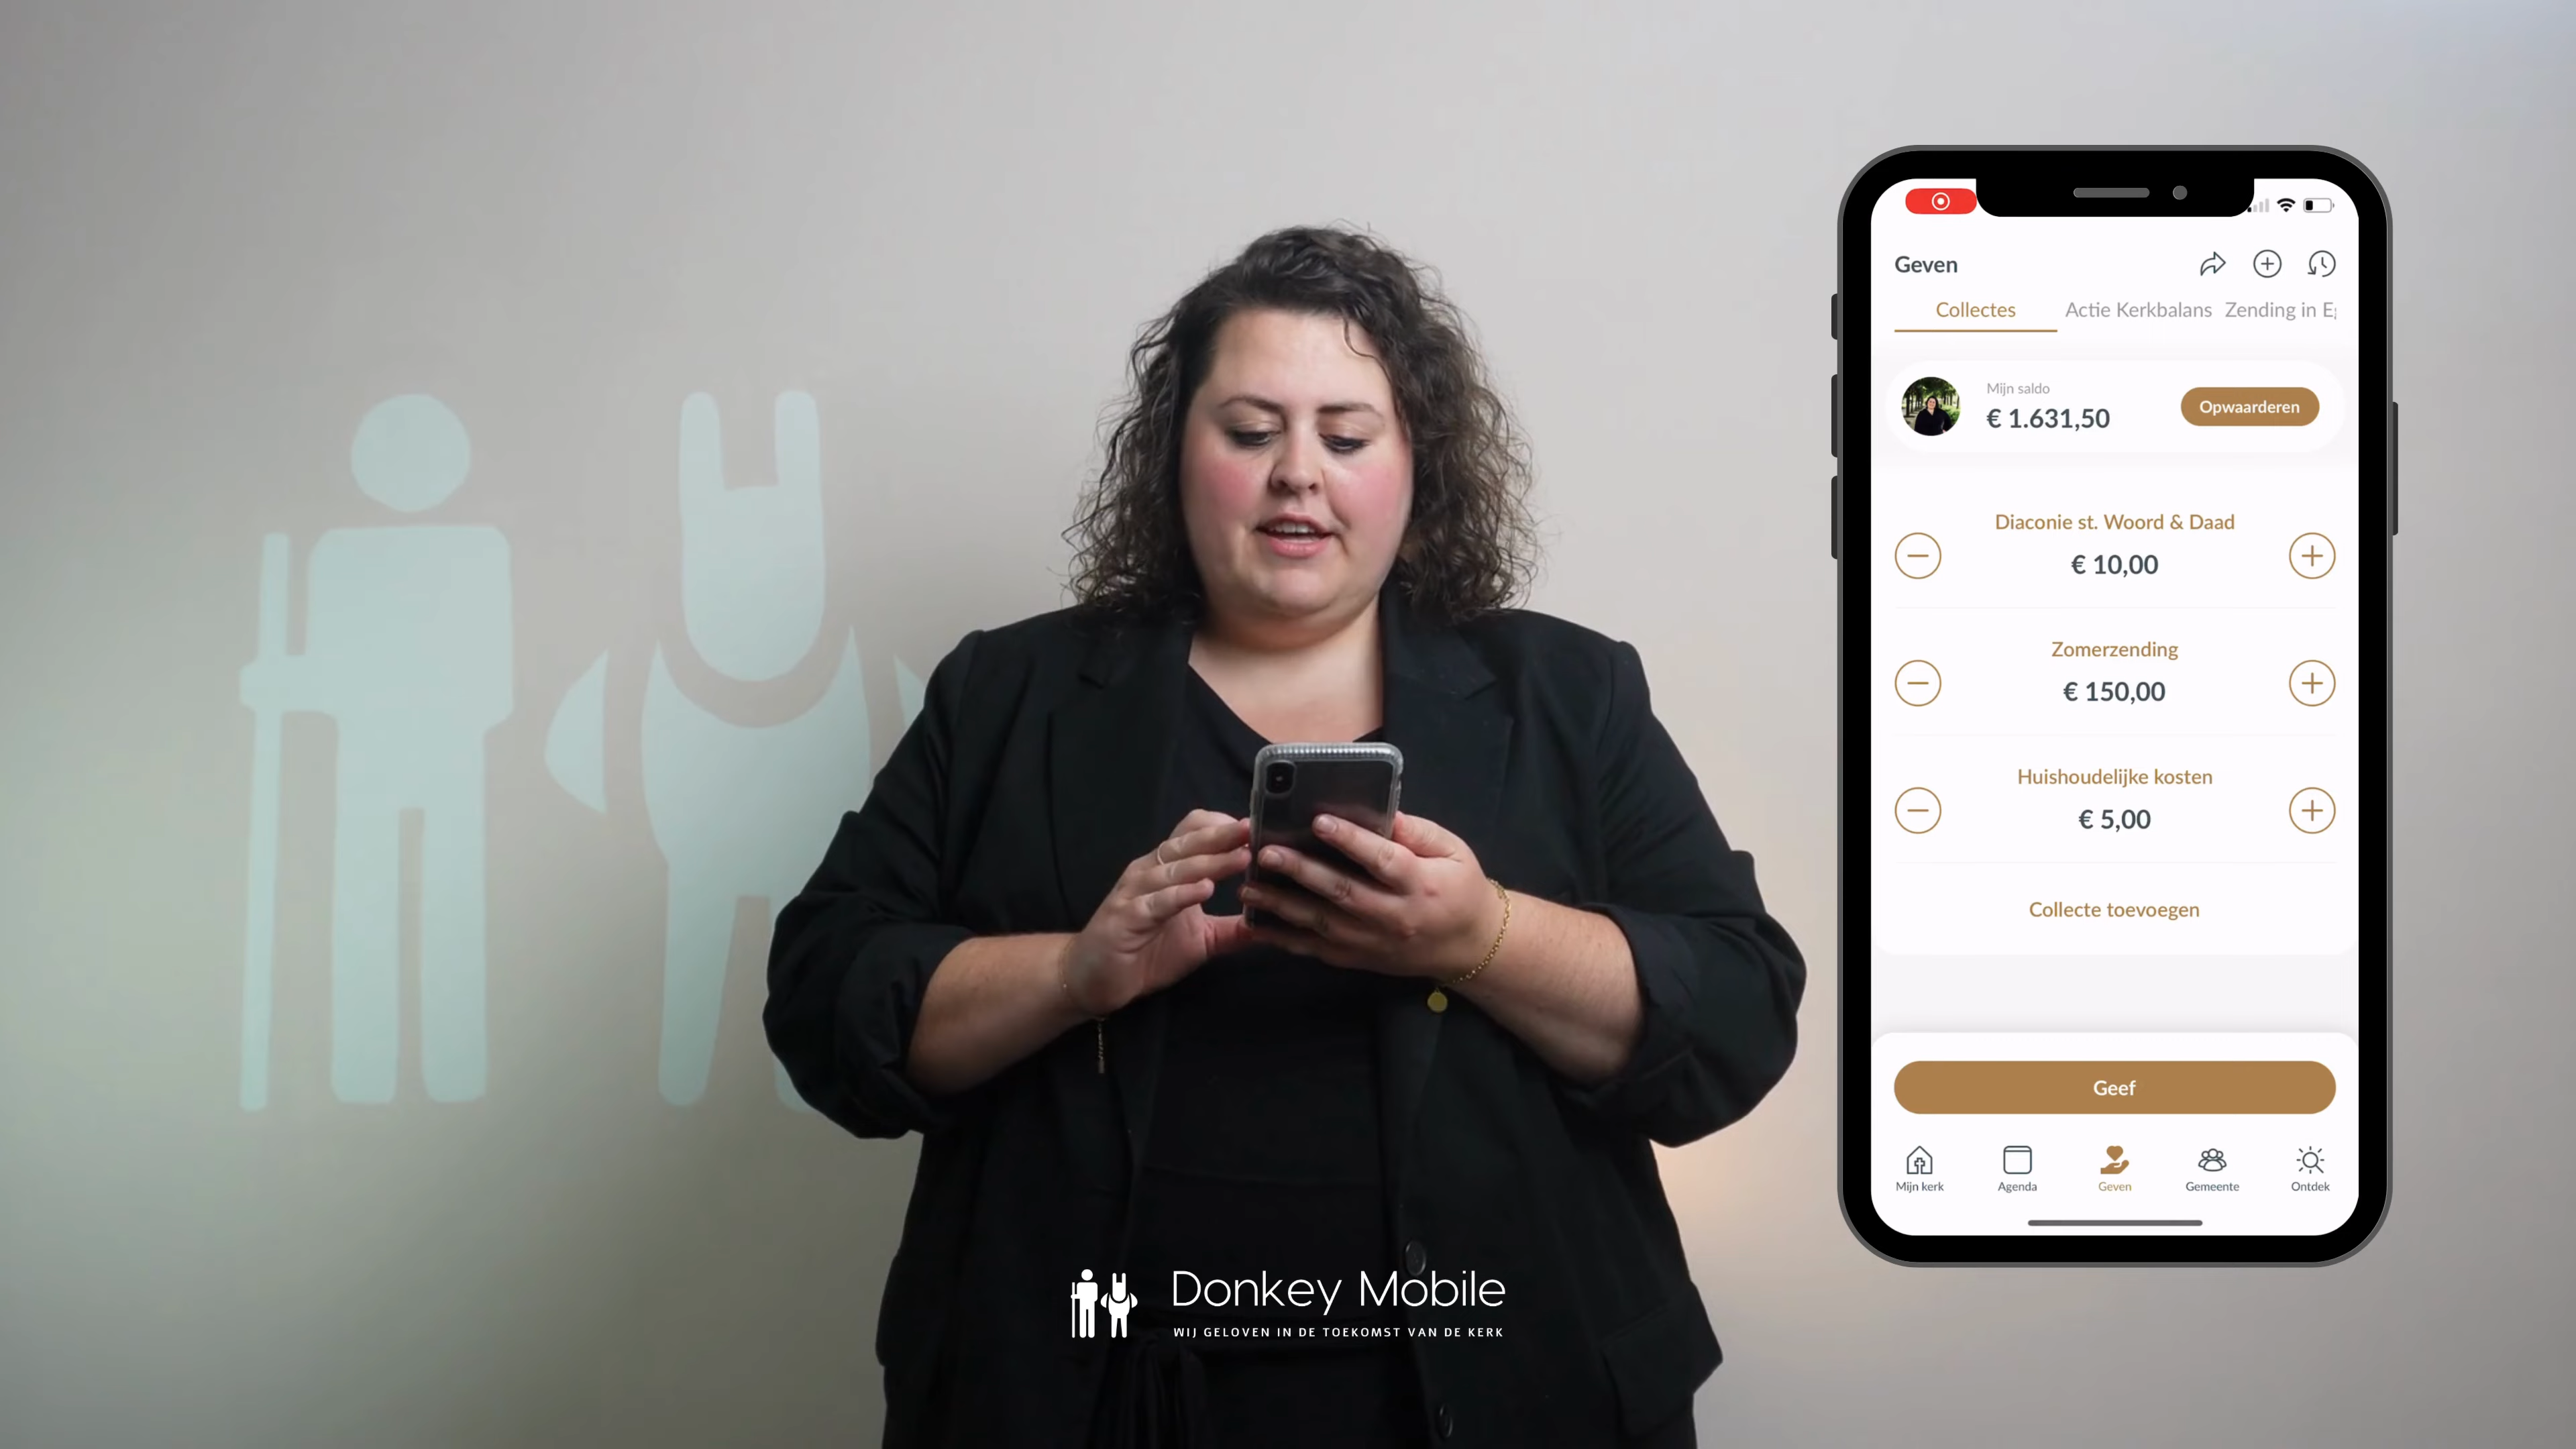 Geven
Collectes Actie Kerkbalans Zending in E
Mijn saldo
€ 1.631,50
Opwaarderen
Diaconie st. Woord & Daad
€ 10,00
Zomerzending
€ 150,00
Huishoudelijke kosten
€ 5,00
Collecte toevoegen
Geef
Mijn kerk Agenda Geven Gemeente Ontdek
Donkey Mobile
WIJ GELOVEN IN DE TOEKOMST VAN DE KERK